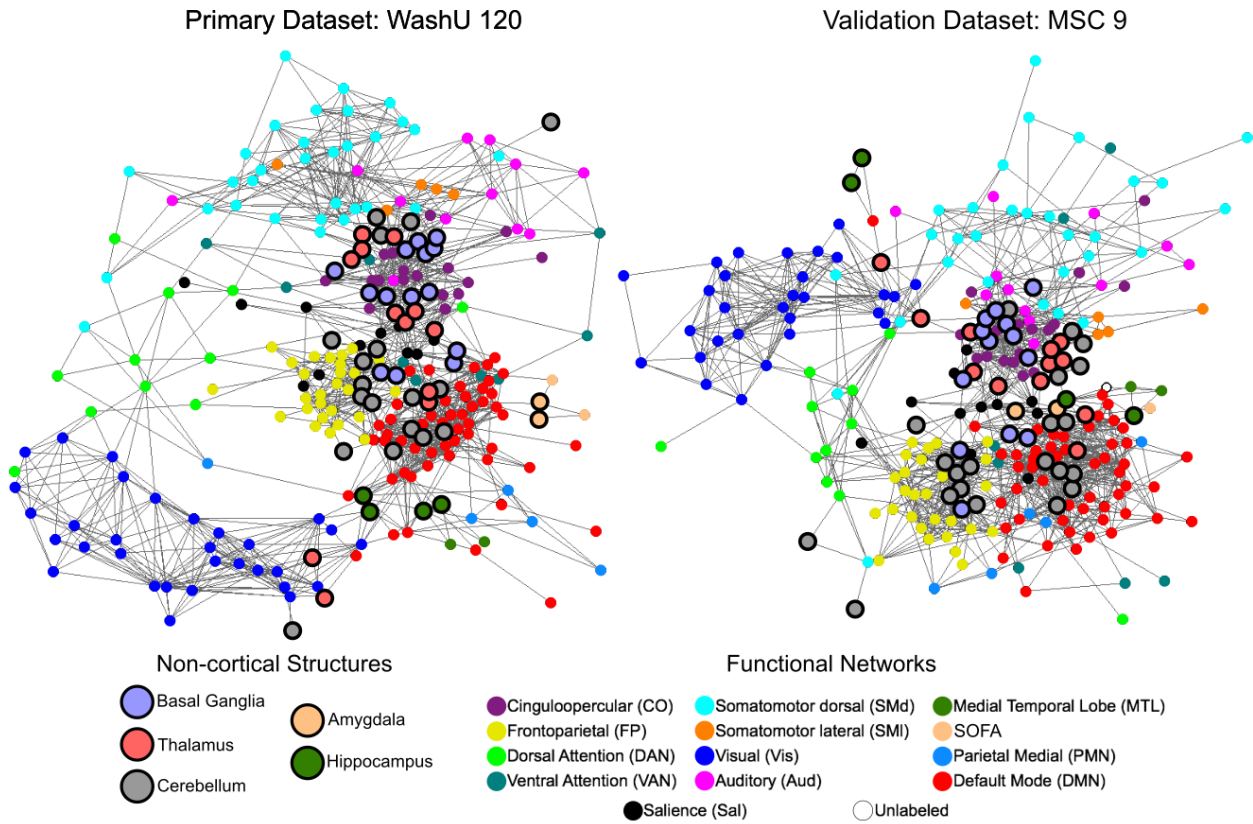 Primary Dataset: WashU 120
Validation Dataset: MSC 9
Non-cortical Structures
Basal Ganglia
Thalamus
Cerebellum
Amygdala
Hippocampus
Functional Networks
Cinguloopercular (CO)
Frontoparietal (FP)
Dorsal Attention (DAN)
Ventral Attention (VAN)
Somatomotor dorsal (SMd)
Somatomotor lateral (SMl)
Visual (Vis)
Auditory (Aud)
Medial Temporal Lobe (MTL)
SOFA
Parietal Medial (PMN)
Default Mode (DMN)
Salience (Sal)
Unlabeled